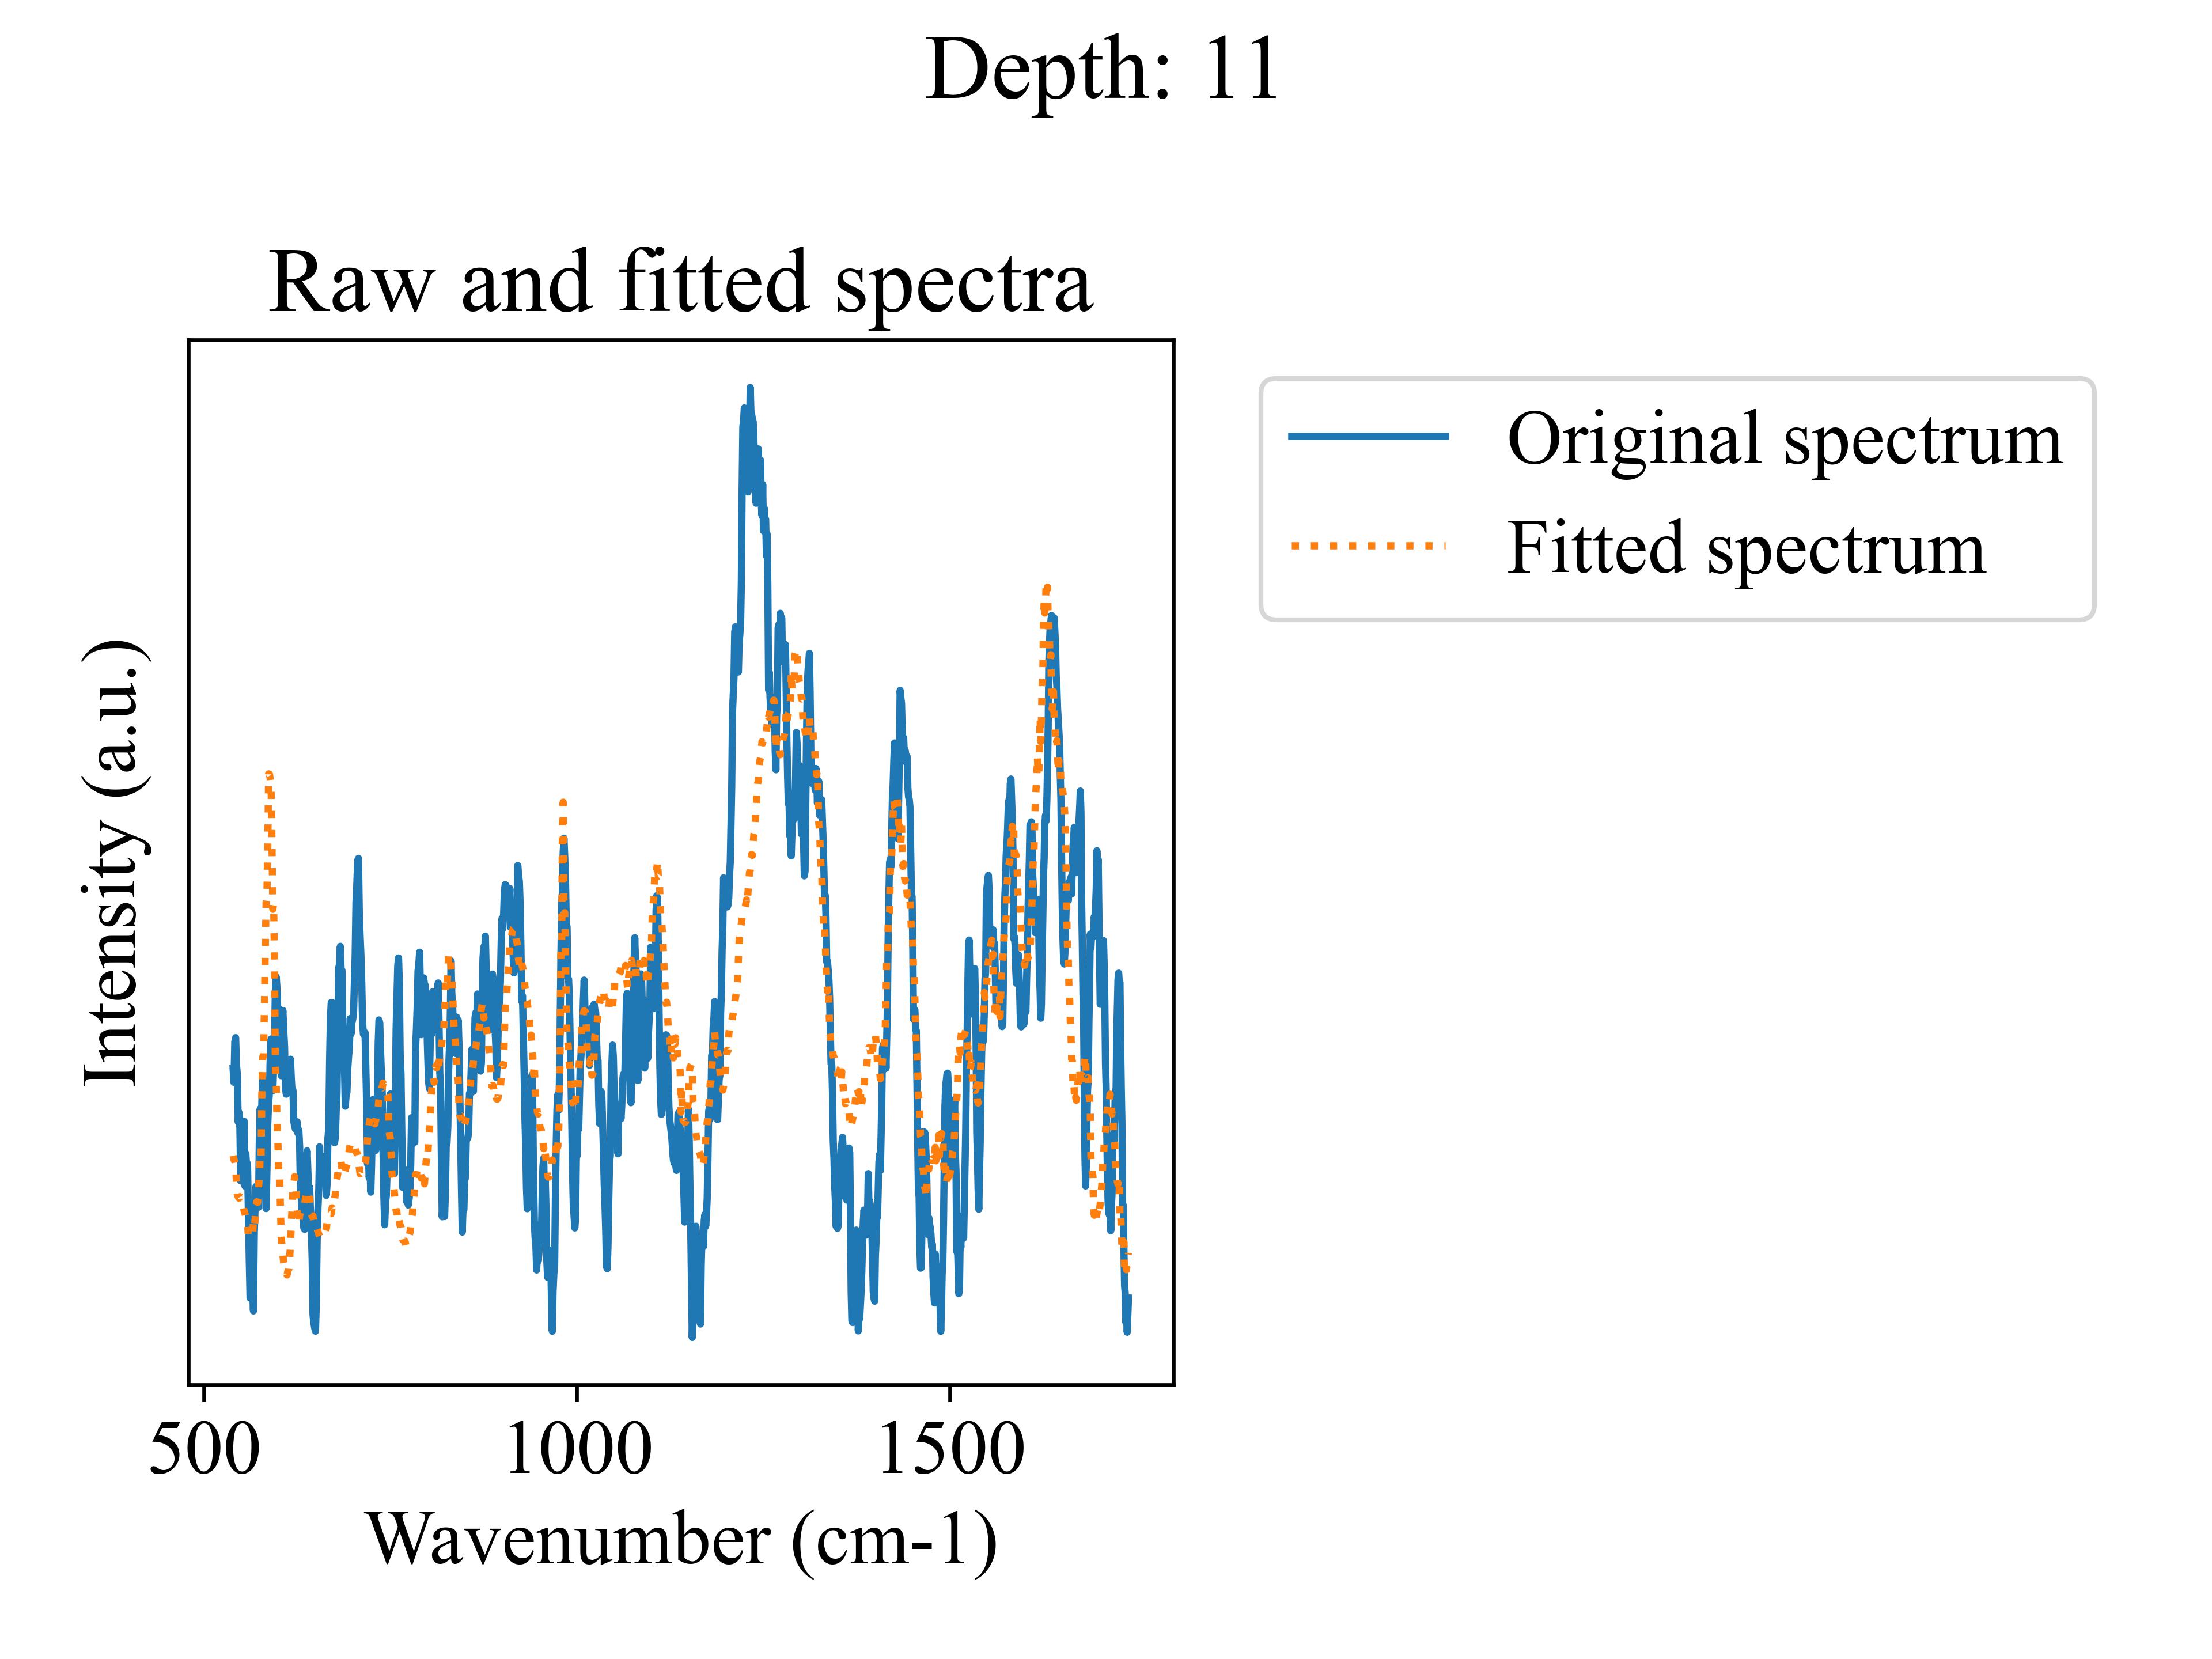 Depth: 11
Raw and fitted spectra
Original spectrum
Fitted spectrum
Intensity (a.u.)
500 1000 1500
Wavenumber (cm-1)